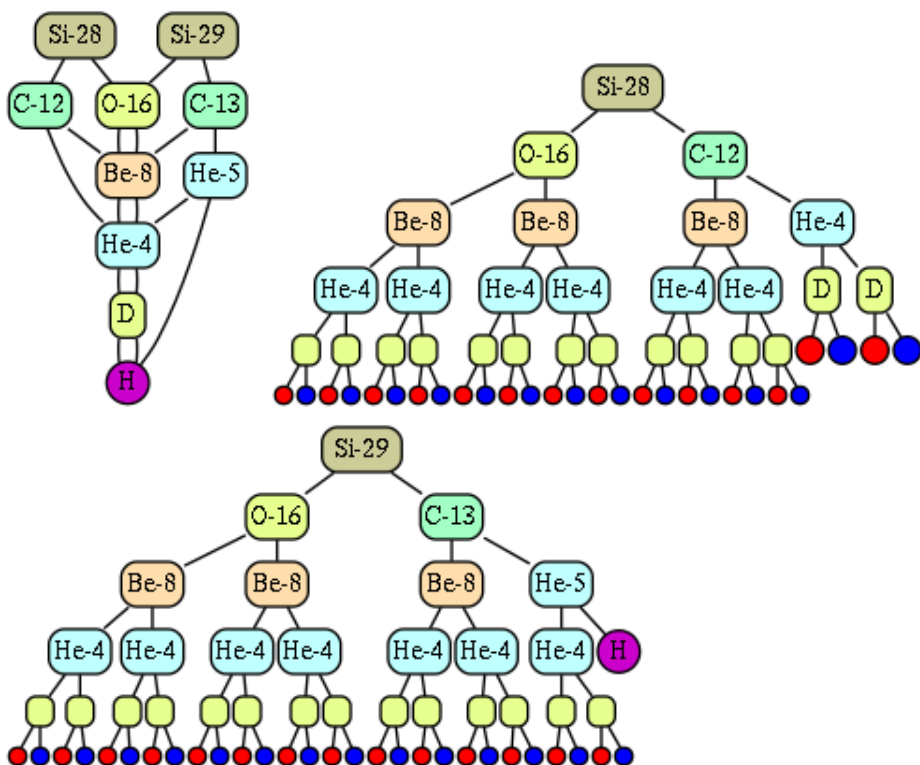 Si-28 Si-29
C-12 O-16 C-13
Be-8 He-5
He-4
D
H
Si-28
O-16 C-12
Be-8 Be-8 Be-8 He-4
He-4 He-4 He-4 He-4 He-4 He-4 D D
Si-29
O-16 C-13
Be-8 Be-8 Be-8 He-5
He-4 He-4 He-4 He-4 He-4 He-4 He-4 H